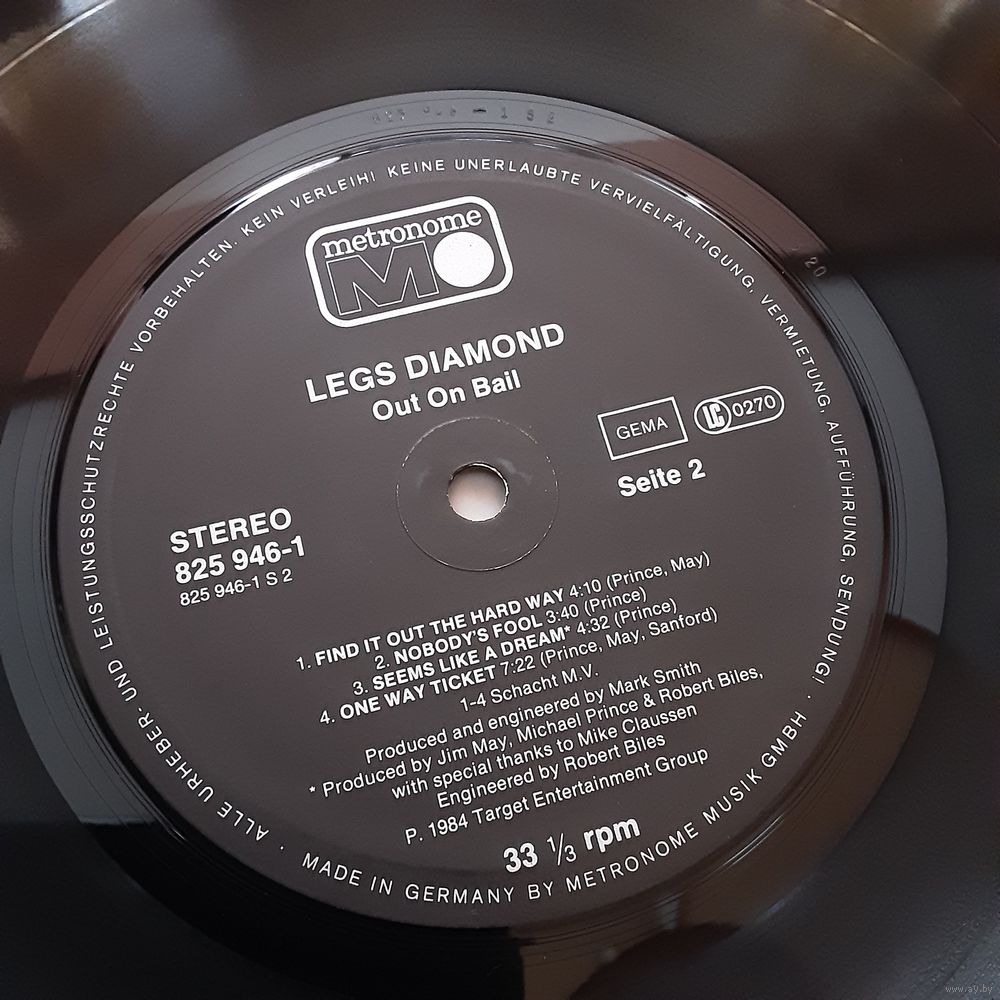 ALLE URHEBER- UND LEISTUNGSSCHUTZRECHTE VORBEHALTEN. KEIN VERLEIH! KEINE UNERLAUBTE VERVIELFÄLTIGUNG, VERMIETUNG, AUFFÜHRUNG, SENDUNG! ·
metronome
MO
LEGS DIAMOND
Out On Bail
GEMA
LC 0270
Seite 2
STEREO
825 946-1
825 946-1 S 2
1. FIND IT OUT THE HARD WAY 4:10 (Prince, May)
2. NOBODY'S FOOL 3:40 (Prince)
3. SEEMS LIKE A DREAM* 4:32 (Prince)
4. ONE WAY TICKET 7:22 (Prince, May, Sanford)
1-4 Schacht M.V.
Produced and engineered by Mark Smith
* Produced by Jim May, Michael Prince & Robert Biles,
with special thanks to Mike Claussen
Engineered by Robert Biles
P. 1984 Target Entertainment Group
33 1/3 rpm
· MADE IN GERMANY BY METRONOME MUSIK GMBH
20
www.ay.by